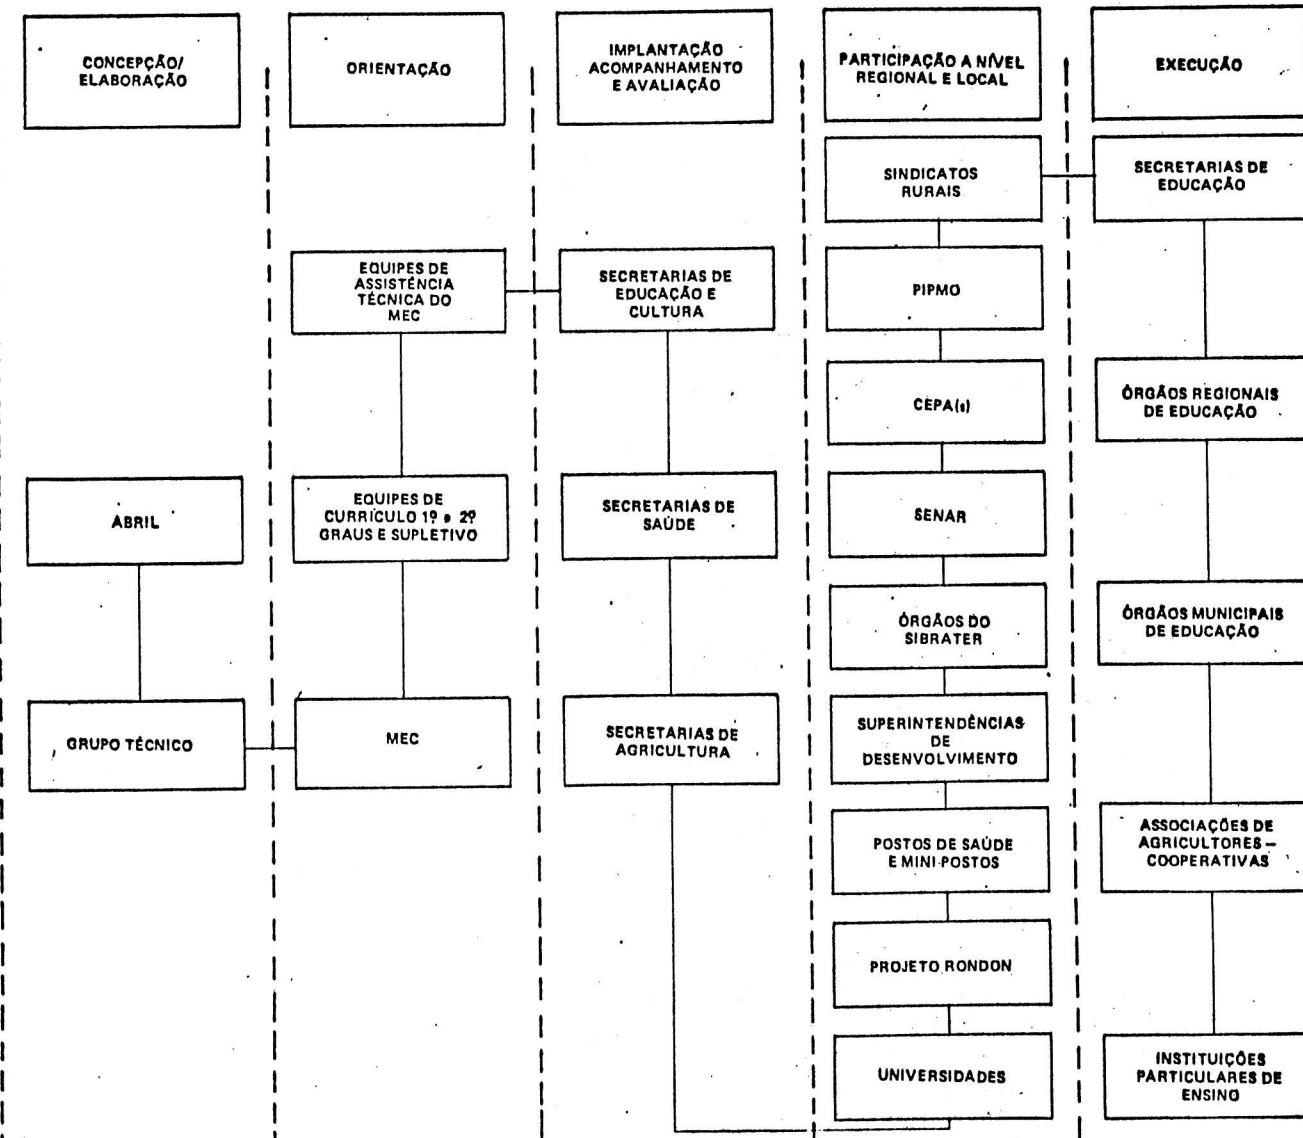 CONCEPÇÃO/
ELABORAÇÃO
ORIENTAÇÃO
IMPLANTAÇÃO
ACOMPANHAMENTO
E AVALIAÇÃO
PARTICIPAÇÃO A NÍVEL
REGIONAL E LOCAL
EXECUÇÃO
ABRIL
GRUPO TÉCNICO
EQUIPES DE
ASSISTÊNCIA
TÉCNICA DO
MEC
EQUIPES DE
CURRÍCULO 1º e 2º
GRAUS E SUPLETIVO
MEC
SECRETARIAS DE
EDUCAÇÃO E
CULTURA
SECRETARIAS DE
SAÚDE
SECRETARIAS DE
AGRICULTURA
SINDICATOS
RURAIS
PIPMO
CEPA(s)
SENAR
ÓRGÃOS DO
SIBRATER
SUPERINTENDÊNCIAS
DE
DESENVOLVIMENTO
POSTOS DE SAÚDE
E MINI-POSTOS
PROJETO RONDON
UNIVERSIDADES
SECRETARIAS DE
EDUCAÇÃO
ÓRGÃOS REGIONAIS
DE EDUCAÇÃO
ÓRGÃOS MUNICIPAIS
DE EDUCAÇÃO
ASSOCIAÇÕES DE
AGRICULTORES –
COOPERATIVAS
INSTITUIÇÕES
PARTICULARES DE
ENSINO